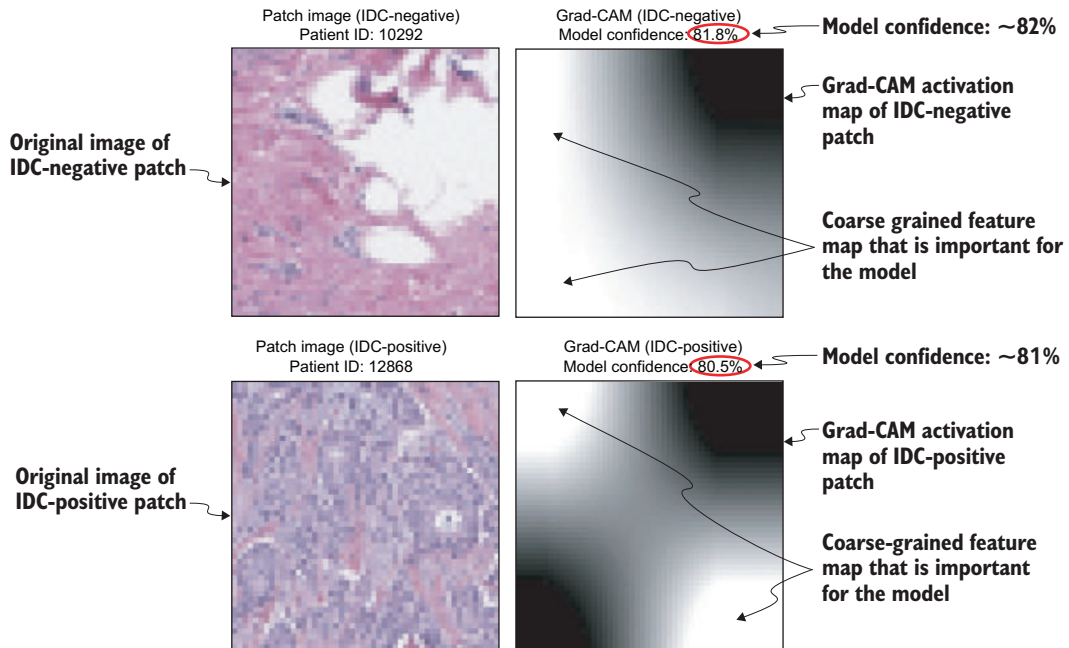 Patch image (IDC-negative)
Patient ID: 10292
Grad-CAM (IDC-negative)
Model confidence: 81.8%
Model confidence: ~82%
Grad-CAM activation
map of IDC-negative
patch
Original image of
IDC-negative patch
Coarse grained feature
map that is important for
the model
Patch image (IDC-positive)
Patient ID: 12868
Grad-CAM (IDC-positive)
Model confidence: 80.5%
Model confidence: ~81%
Grad-CAM activation
map of IDC-positive
patch
Original image of
IDC-positive patch
Coarse-grained feature
map that is important
for the model